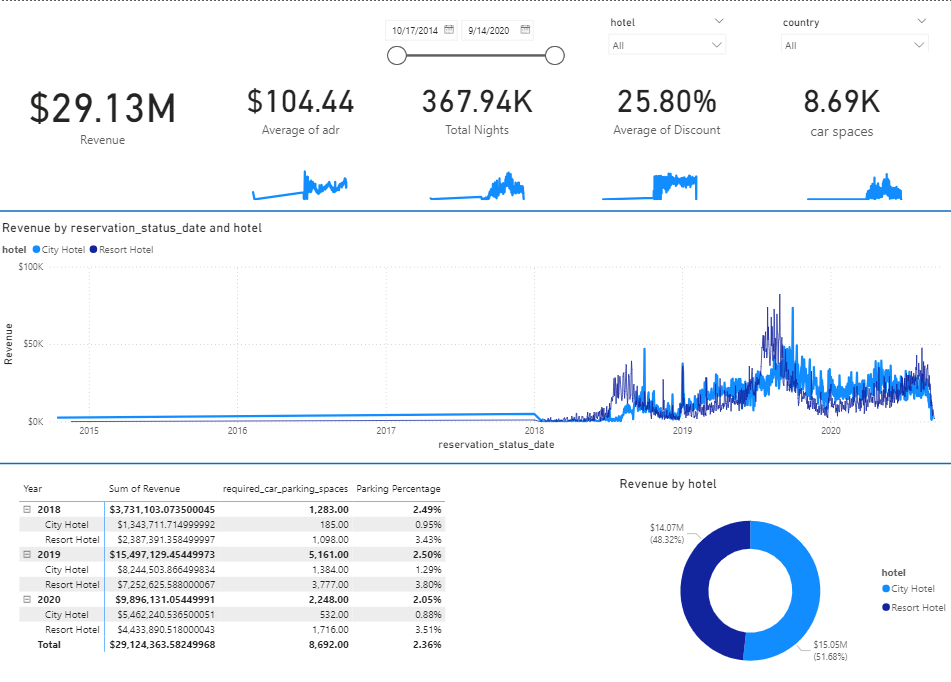 10/17/2014 9/14/2020
hotel
All
country
All
$29.13M
Revenue
$104.44
Average of adr
367.94K
Total Nights
25.80%
Average of Discount
8.69K
car spaces
Revenue by reservation_status_date and hotel
hotel City Hotel Resort Hotel
$100K
$50K
$0K
Revenue
2015 2016 2017 2018 2019 2020
reservation_status_date
Year Sum of Revenue required_car_parking_spaces Parking Percentage
2018 $3,731,103.073500045 1,283.00 2.49%
City Hotel $1,343,711.714999992 185.00 0.95%
Resort Hotel $2,387,391.358499997 1,098.00 3.43%
2019 $15,497,129.45449973 5,161.00 2.50%
City Hotel $8,244,503.866499834 1,384.00 1.29%
Resort Hotel $7,252,625.588000067 3,777.00 3.80%
2020 $9,896,131.05449991 2,248.00 2.05%
City Hotel $5,462,240.536500051 532.00 0.88%
Resort Hotel $4,433,890.518000043 1,716.00 3.51%
Total $29,124,363.58249968 8,692.00 2.36%
Revenue by hotel
$14.07M
(48.32%)
$15.05M
(51.68%)
hotel
City Hotel
Resort Hotel